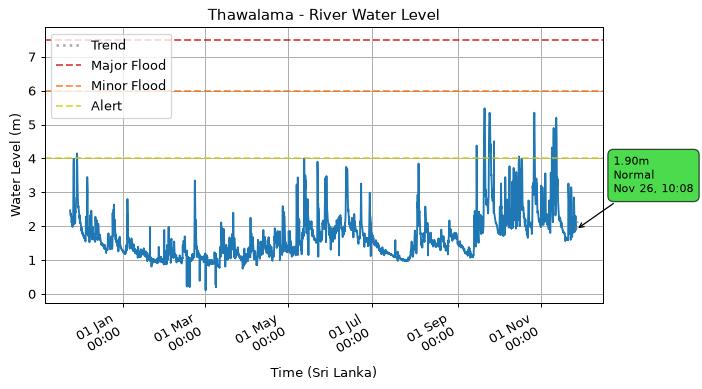 Thawalama - River Water Level
Water Level (m)
7
6
5
4
3
2
1
0
Trend
Major Flood
Minor Flood
Alert
1.90m
Normal
Nov 26, 10:08
01 Jan
00:00
01 Mar
00:00
01 May
00:00
01 Jul
00:00
01 Sep
00:00
01 Nov
00:00
Time (Sri Lanka)